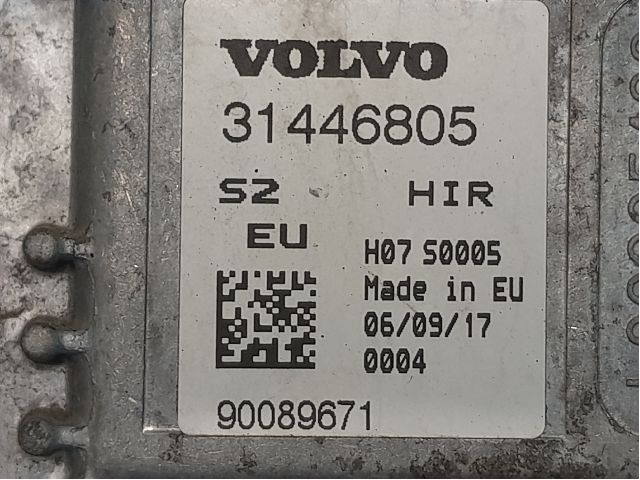 VOLVO
31446805
S2 HIR
EU
H07 S0005
Made in EU
06/09/17
0004
90089671